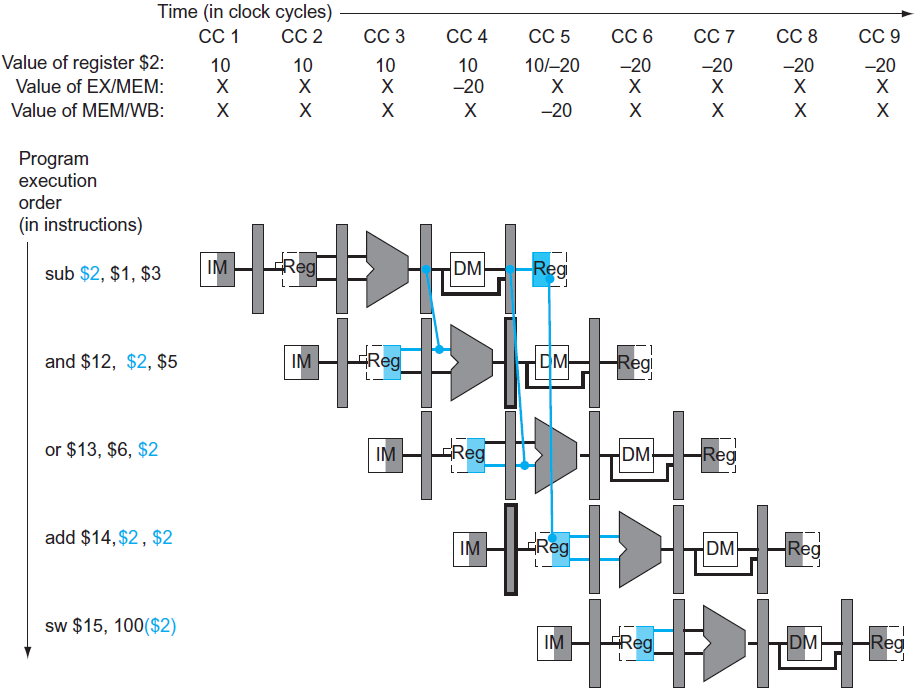 Time (in clock cycles)
CC 1 CC 2 CC 3 CC 4 CC 5 CC 6 CC 7 CC 8 CC 9
Value of register $2: 10 10 10 10 10/–20 –20 –20 –20 –20
Value of EX/MEM: X X X –20 X X X X X
Value of MEM/WB: X X X X –20 X X X X
Program
execution
order
(in instructions)
sub $2, $1, $3 IM Reg DM Reg
and $12, $2, $5 IM Reg DM Reg
or $13, $6, $2 IM Reg DM Reg
add $14,$2 , $2 IM Reg DM Reg
sw $15, 100($2) IM Reg DM Reg